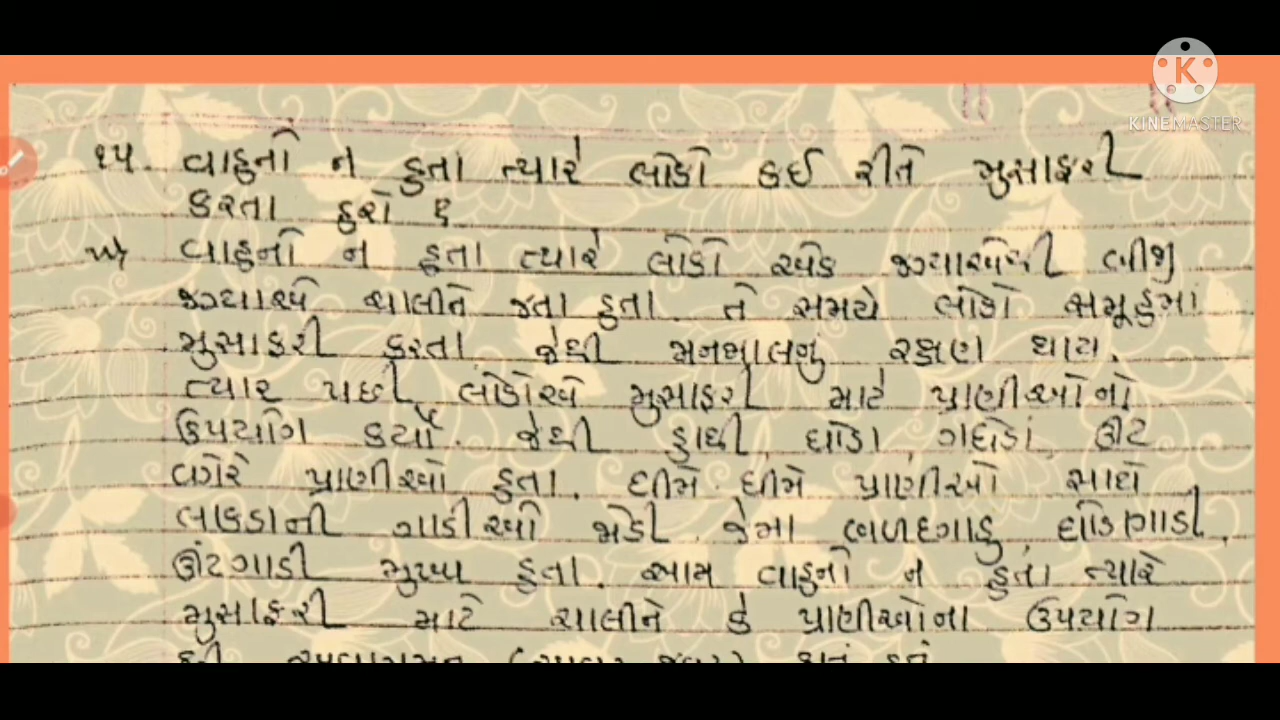 KINEMASTER
૧૫. વાહનો ન હતા ત્યારે લોકો કઈ રીતે મુસાફરી
કરતા હશે ?
વાહનો ન હતા ત્યારે લોકો એક જગ્યાએથી બીજી
જગ્યાએ ચાલીને જતા હતા. તે સમયે લોકો સમૂહમાં
મુસાફરી કરતા જેથી મનભાલનું રક્ષણ થાય.
ત્યાર પછી લોકોએ મુસાફરી માટે પ્રાણીઓનો
ઉપયોગ કર્યો. જેથી હાથી, ઘોડા, ગધેડાં, ઊંટ
વગેરે પ્રાણીઓ હતા. ધીમે ધીમે પ્રાણીઓ સાથે
લાકડાની ગાડીઓ જોડી. જેમા બળદગાડુ, ઘોડાગાડી,
ઊંટગાડી મુખ્ય હતા. આમ વાહનો ન હતા ત્યારે
મુસાફરી માટે ચાલીને કે પ્રાણીઓના ઉપયોગ